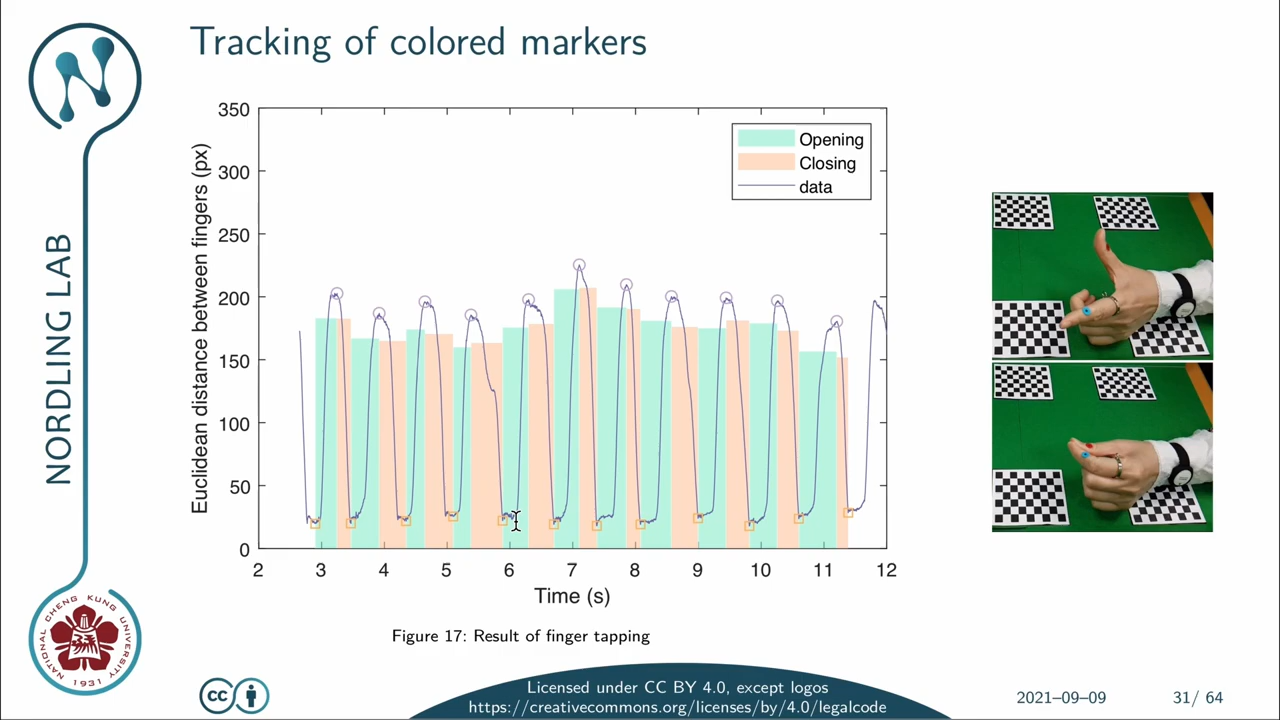 Tracking of colored markers
NORDLING LAB
NATIONAL CHENG KUNG UNIVERSITY
1931
Euclidean distance between fingers (px)
350
300
250
200
150
100
50
0
2 3 4 5 6 7 8 9 10 11 12
Time (s)
Opening
Closing
data
Figure 17: Result of finger tapping
cc
Licensed under CC BY 4.0, except logos
https://creativecommons.org/licenses/by/4.0/legalcode
2021–09–09
31/ 64